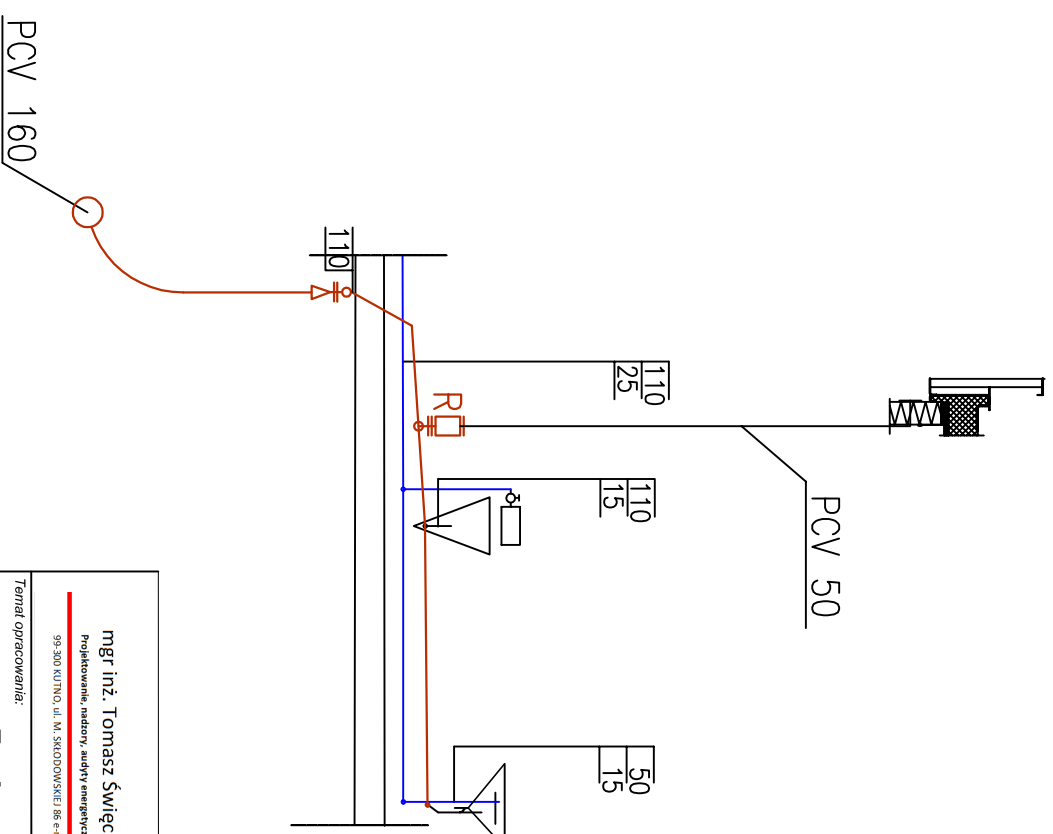 PCV 160
110
R
110
25
110
15
PCV 50
50
15
mgr inż. Tomasz Święc
Projektowanie, nadzory, audyty energetyczn
99-300 KUTNO, ul. M. SKŁODOWSKIEJ 86 e-
Temat opracowania: